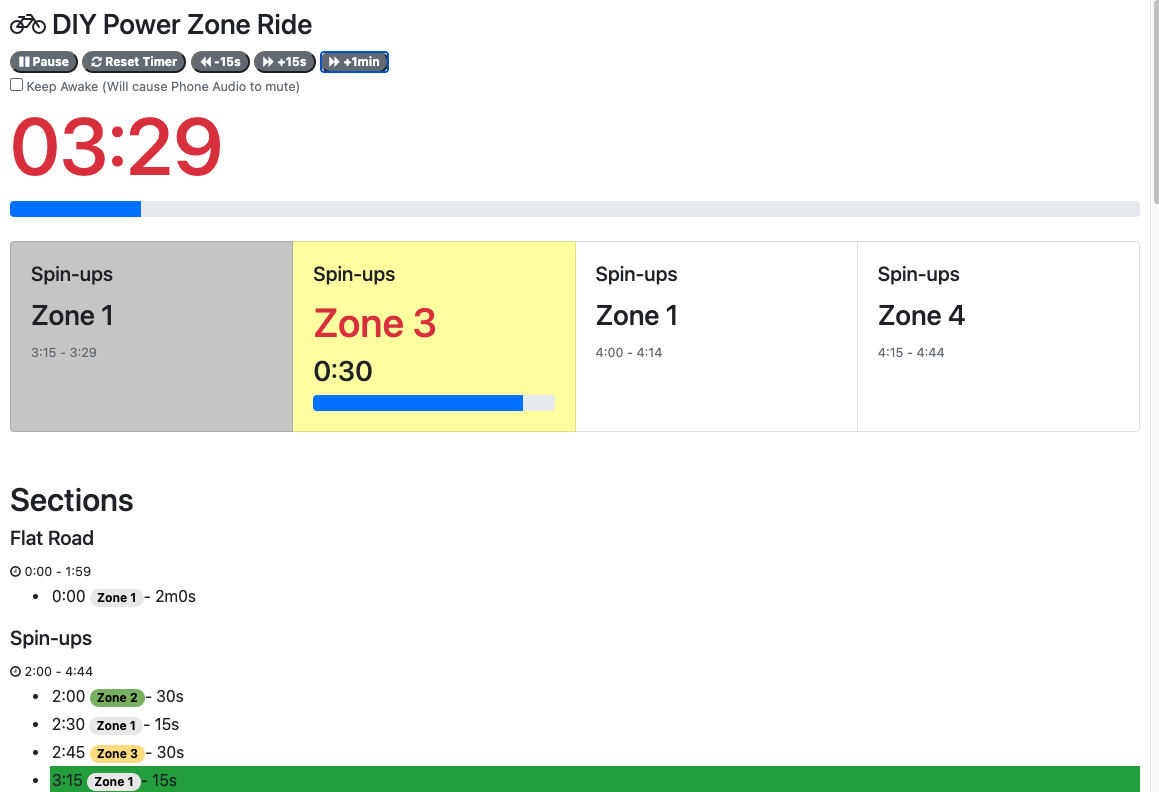 DIY Power Zone Ride
Pause Reset Timer -15s +15s +1min
Keep Awake (Will cause Phone Audio to mute)
03:29
Spin-ups
Zone 1
3:15 - 3:29
Spin-ups
Zone 3
0:30
Spin-ups
Zone 1
4:00 - 4:14
Spin-ups
Zone 4
4:15 - 4:44
Sections
Flat Road
0:00 - 1:59
0:00 Zone 1 - 2m0s
Spin-ups
2:00 - 4:44
2:00 Zone 2 - 30s
2:30 Zone 1 - 15s
2:45 Zone 3 - 30s
3:15 Zone 1 - 15s